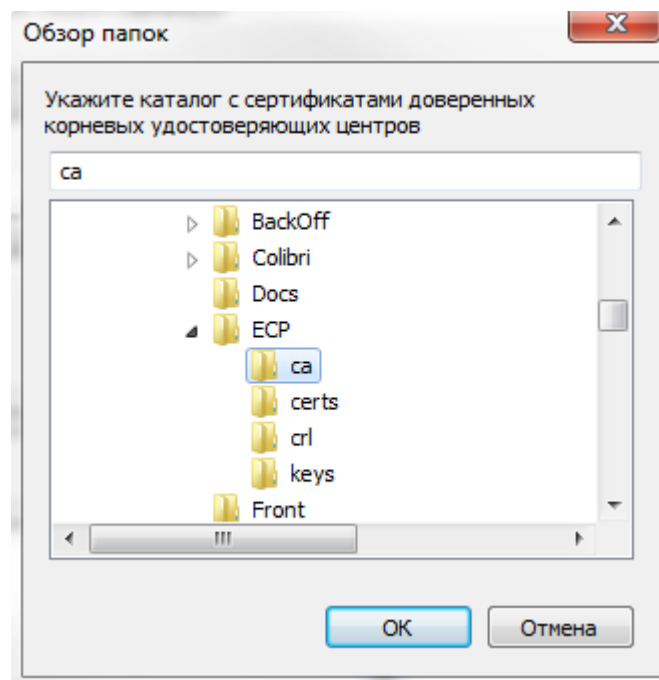 Обзор папок
Укажите каталог с сертификатами доверенных
корневых удостоверяющих центров
ca
BackOff
Colibri
Docs
ECP
ca
certs
crl
keys
Front
OK
Отмена